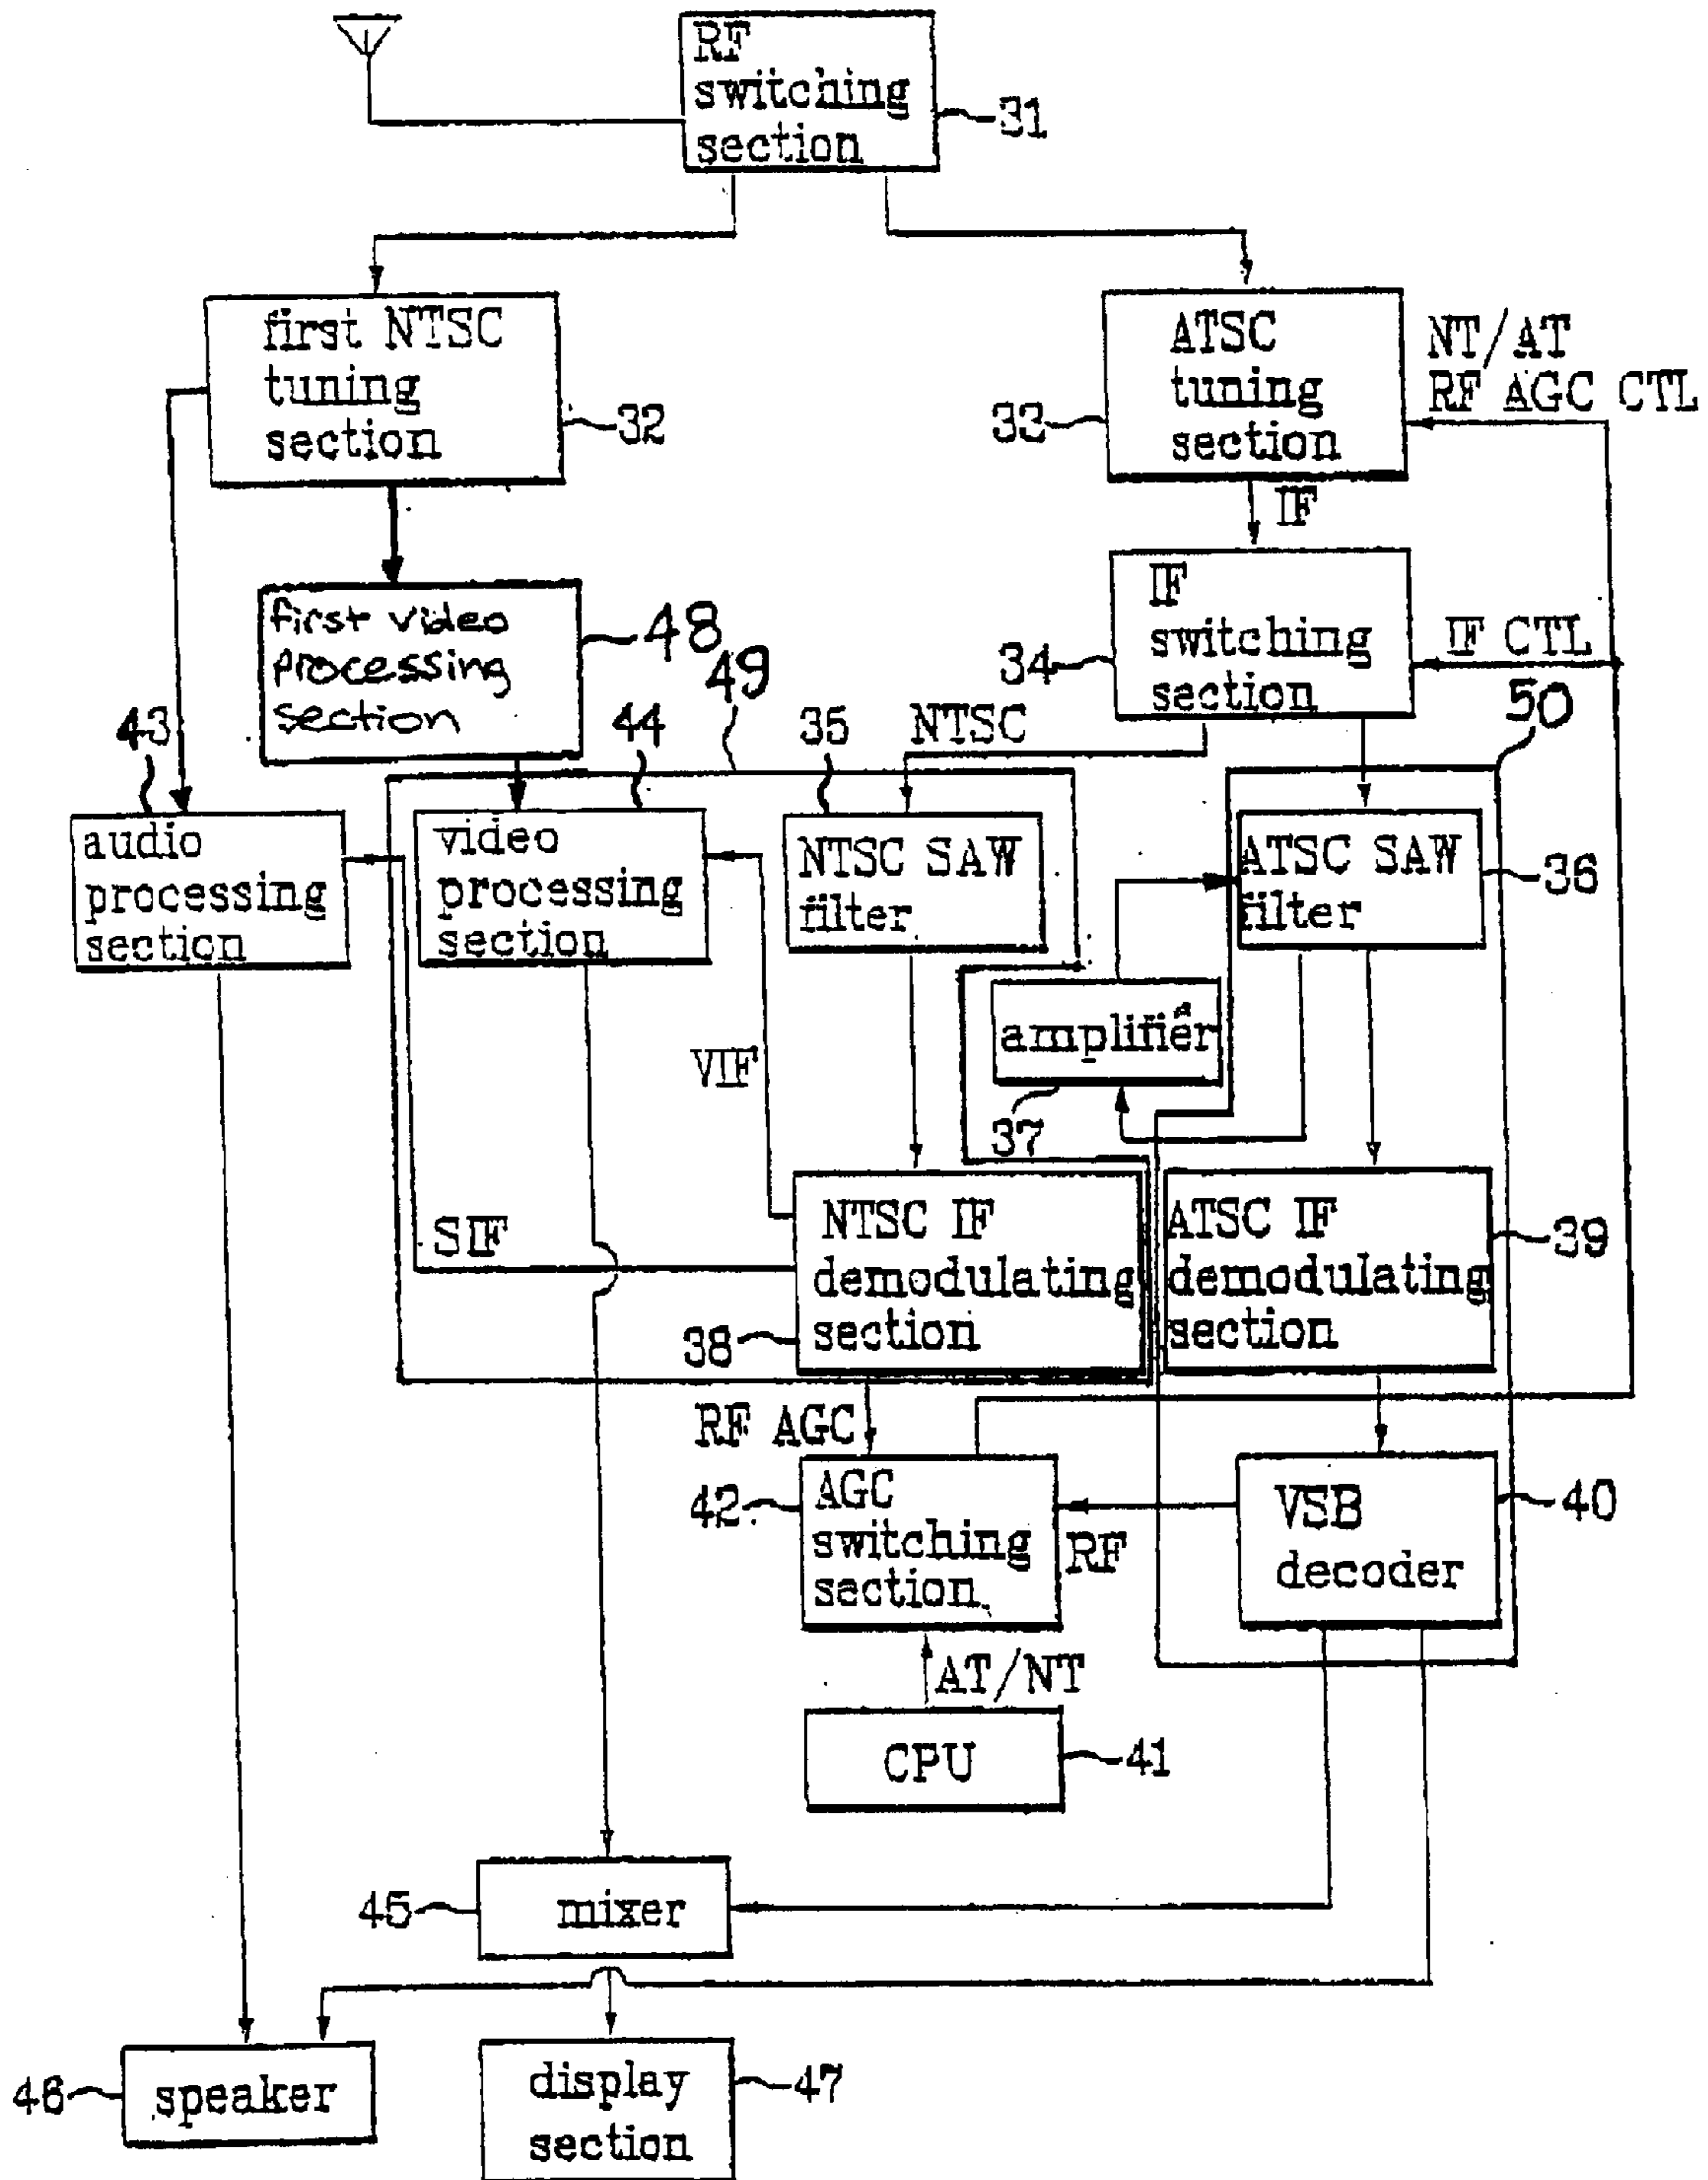 RF
switching
section
31
first NTSC
tuning
section
32
ATSC
tuning
section
33
NT/AT
RF AGC CTL
IF
first video
processing
section
48
49
IF
switching
section
34
IF CTL
50
43
44
35
NTSC
audio
processing
section
video
processing
section
NTSC SAW
filter
ATSC SAW
filter
36
amplifier
37
VIF
SIF
NTSC IF
demodulating
section
38
ATSC IF
demodulating
section
39
RF AGC
AGC
switching
section
42
RF
VSB
decoder
40
AT/NT
CPU
41
mixer
45
speaker
46
display
section
47